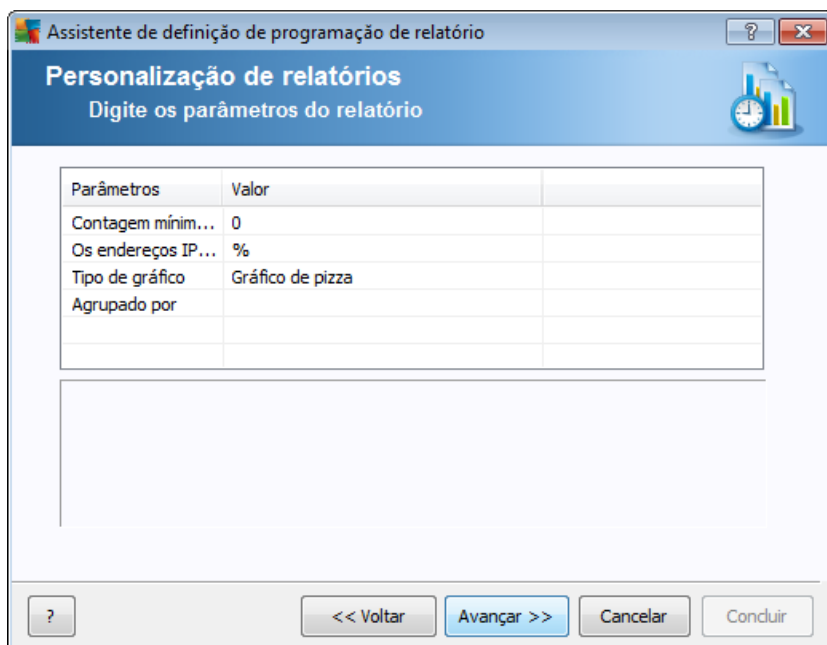 Assistente de definição de programação de relatório
Personalização de relatórios
Digite os parâmetros do relatório
Parâmetros Valor
Contagem mínim... 0
Os endereços IP... %
Tipo de gráfico Gráfico de pizza
Agrupado por
? << Voltar Avançar >> Cancelar Concluir